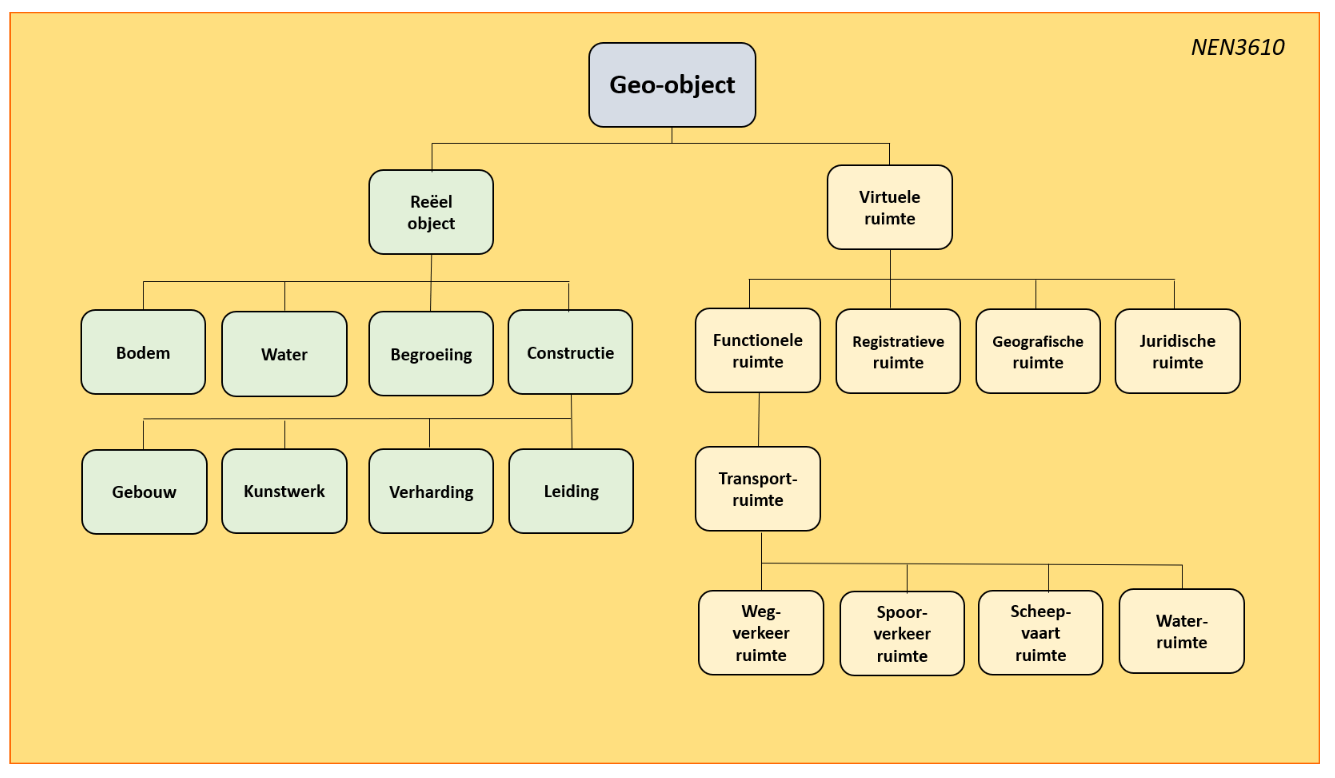 NEN3610
Geo-object
Reëel
object
Virtuele
ruimte
Bodem
Water
Begroeiing
Constructie
Functionele
ruimte
Registratieve
ruimte
Geografische
ruimte
Juridische
ruimte
Gebouw
Kunstwerk
Verharding
Leiding
Transport-
ruimte
Weg-
verkeer
ruimte
Spoor-
verkeer
ruimte
Scheep-
vaart
ruimte
Water-
ruimte